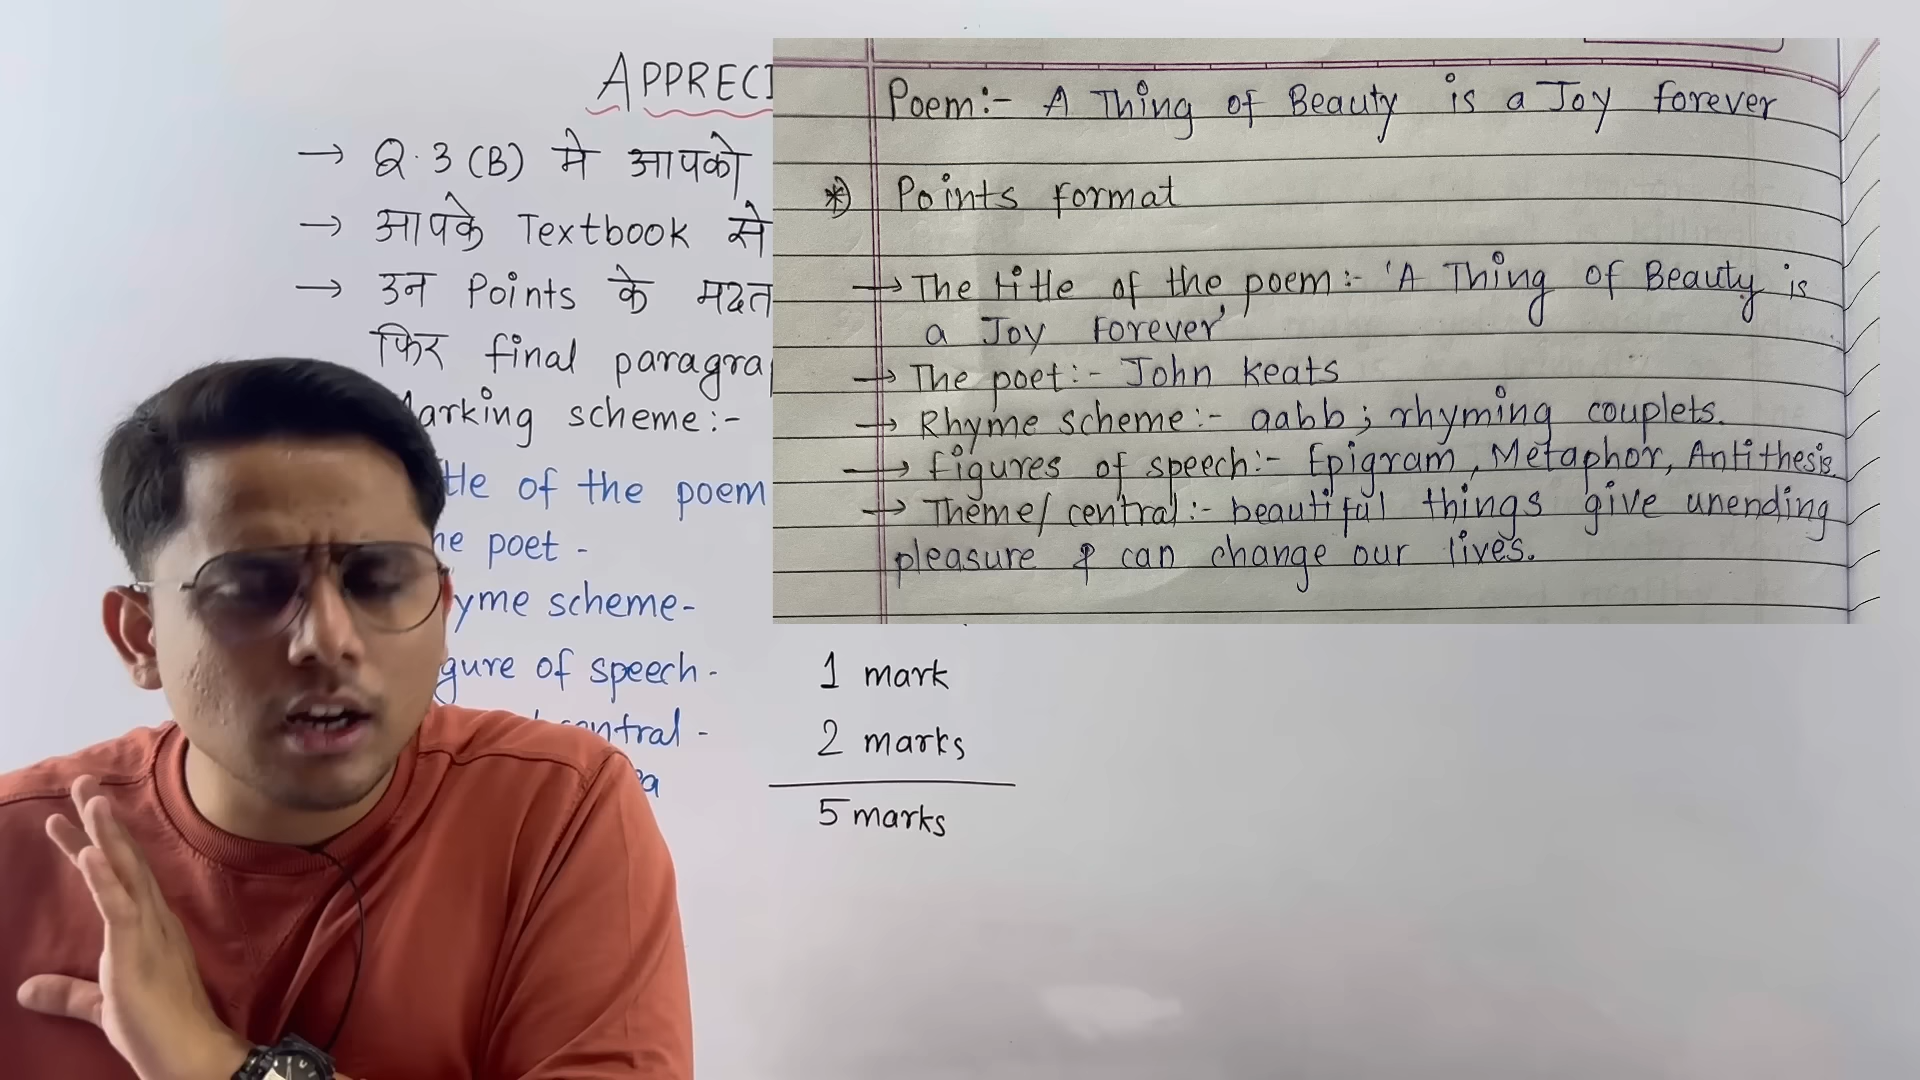 APPRECI
→ Q.3 (B) मे आपको
→ आपके Textbook से
→ उन Points के मदत
फिर final paragra
arking scheme:-
tle of the poem
he poet -
yme scheme-
gure of speech -
1 mark
entral -
2 marks
5 marks
Poem:- A Thing of Beauty is a Joy forever
*) Points format
→ The title of the poem:- 'A Thing of Beauty is
a Joy Forever'
→ The poet:- John Keats
→ Rhyme scheme:- aabb; rhyming couplets.
→ figures of speech:- Epigram, Metaphor, Antithesis.
→ Theme/central:- beautiful things give unending
pleasure & can change our lives.